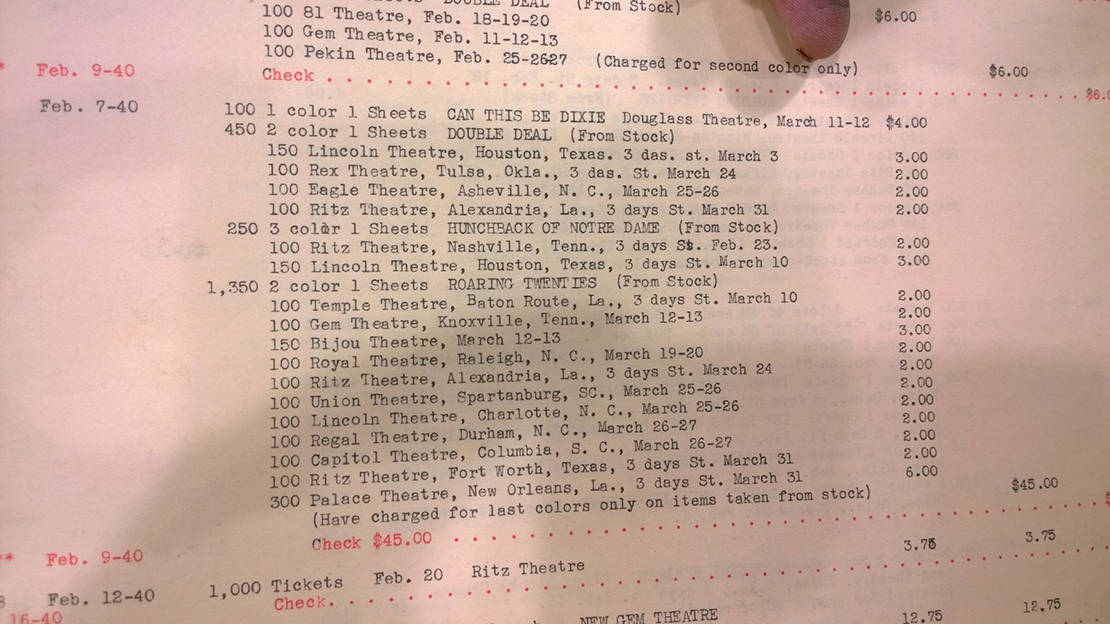 DOUBLE DEAL (From Stock)
100 81 Theatre, Feb. 18-19-20 $6.00
100 Gem Theatre, Feb. 11-12-13
100 Pekin Theatre, Feb. 25-2627 (Charged for second color only) $6.00
* Feb. 9-40 Check $6.0
Feb. 7-40 100 1 color 1 Sheets CAN THIS BE DIXIE Douglass Theatre, March 11-12 $4.00
450 2 color 1 Sheets DOUBLE DEAL (From Stock)
150 Lincoln Theatre, Houston, Texas. 3 das. st. March 3 3.00
100 Rex Theatre, Tulsa, Okla., 3 das. St. March 24 2.00
100 Eagle Theatre, Asheville, N. C., March 25-26 2.00
100 Ritz Theatre, Alexandria, La., 3 days St. March 31 2.00
250 3 color 1 Sheets HUNCHBACK OF NOTRE DAME (From Stock)
100 Ritz Theatre, Nashville, Tenn., 3 days St. Feb. 23. 2.00
150 Lincoln Theatre, Houston, Texas, 3 days St. March 10 3.00
1,350 2 color 1 Sheets ROARING TWENTIES (From Stock)
100 Temple Theatre, Baton Route, La., 3 days St. March 10 2.00
100 Gem Theatre, Knoxville, Tenn., March 12-13 2.00
150 Bijou Theatre, March 12-13 3.00
100 Royal Theatre, Raleigh, N. C., March 19-20 2.00
100 Ritz Theatre, Alexandria, La., 3 days St. March 24 2.00
100 Union Theatre, Spartanburg, SC., March 25-26 2.00
100 Lincoln Theatre, Charlotte, N. C., March 25-26 2.00
100 Regal Theatre, Durham, N. C., March 26-27 2.00
100 Capitol Theatre, Columbia, S. C., March 26-27 2.00
100 Ritz Theatre, Fort Worth, Texas, 3 days St. March 31 2.00
300 Palace Theatre, New Orleans, La., 3 days St. March 31 6.00
(Have charged for last colors only on items taken from stock) $45.00
** Feb. 9-40 Check $45.00
8 Feb. 12-40 1,000 Tickets Feb. 20 Ritz Theatre 3.75 3.75
16-40 Check.
NEW GEM THEATRE 12.75 12.75